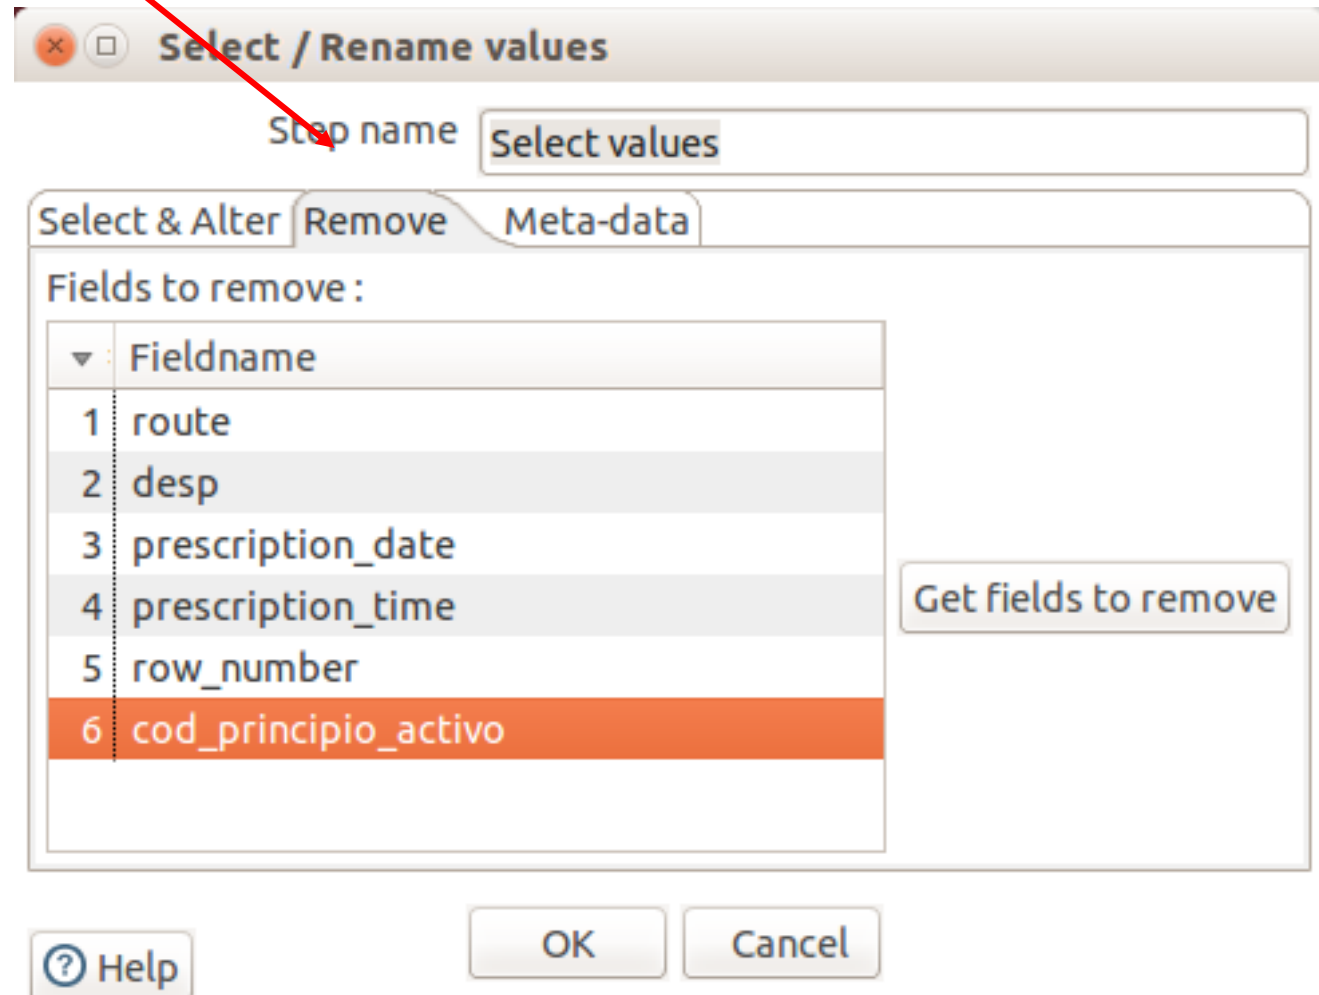 Select / Rename values
Step name Select values
Select & Alter Remove Meta-data
Fields to remove :
Fieldname
1 route
2 desp
3 prescription_date
4 prescription_time
Get fields to remove
5 row_number
6 cod_principio_activo
OK Cancel
Help